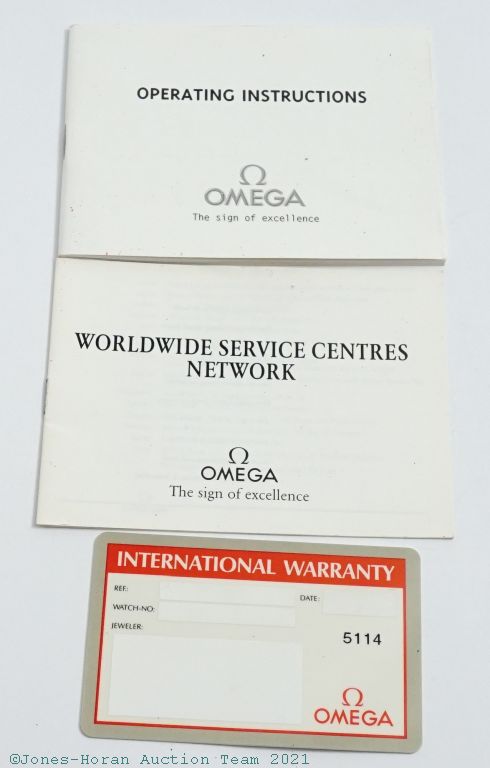 OPERATING INSTRUCTIONS
Ω
OMEGA
The sign of excellence
WORLDWIDE SERVICE CENTRES
NETWORK
Ω
OMEGA
The sign of excellence
INTERNATIONAL WARRANTY
REF:
DATE:
WATCH-NO:
JEWELER:
5114
Ω
OMEGA
©Jones-Horan Auction Team 2021